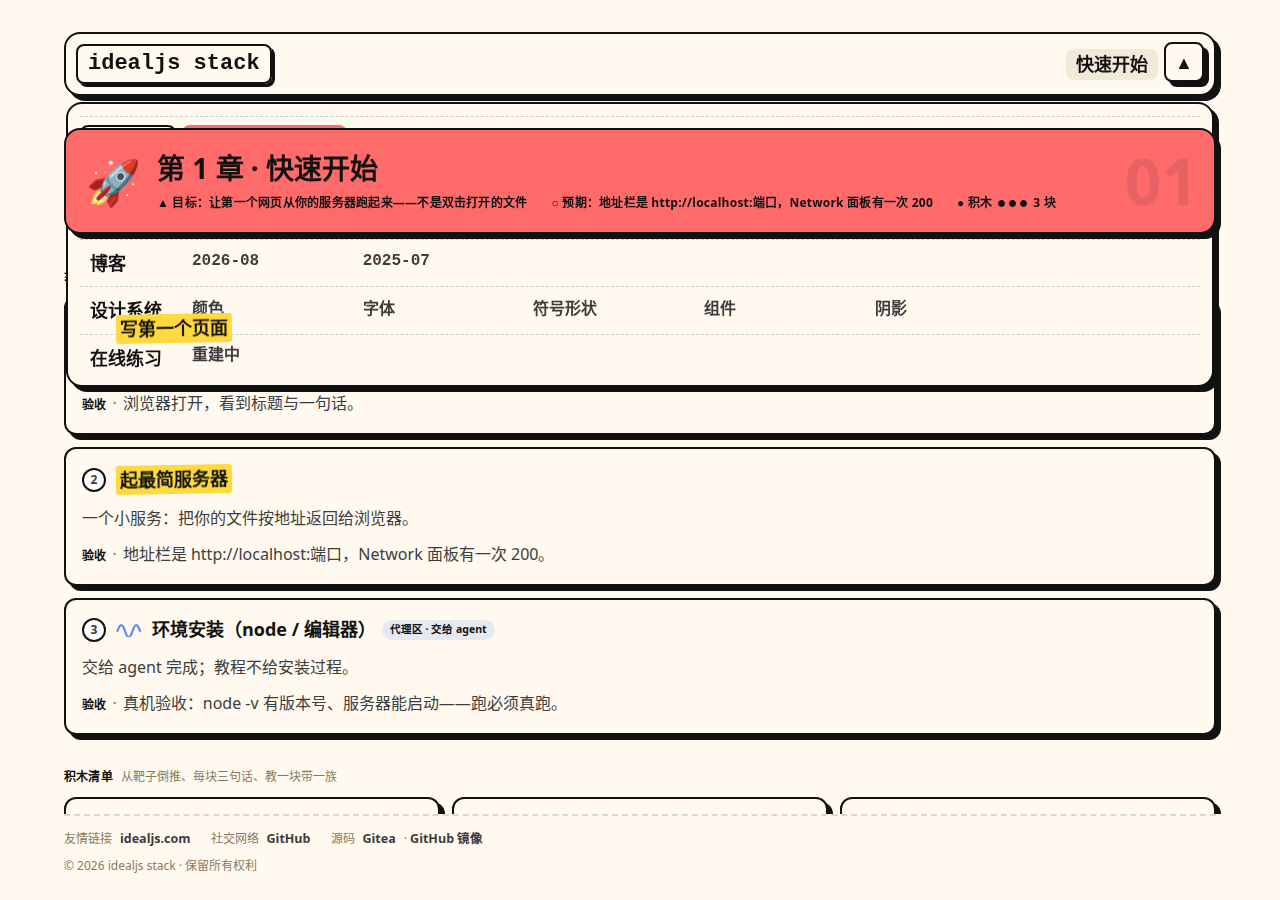 idealjs stack
快速开始 ▲
第 1 章 · 快速开始
01
▲ 目标：让第一个网页从你的服务器跑起来——不是双击打开的文件 ○ 预期：地址栏是 http://localhost:端口，Network 面板有一次 200 ● 积木 ●●● 3 块
博客 2026-08 2025-07
设计系统 颜色 字体 符号形状 组件 阴影
写第一个页面
在线练习 重建中
验收 · 浏览器打开，看到标题与一句话。
2 起最简服务器
一个小服务：把你的文件按地址返回给浏览器。
验收 · 地址栏是 http://localhost:端口，Network 面板有一次 200。
3 环境安装（node / 编辑器） 代理区 · 交给 agent
交给 agent 完成；教程不给安装过程。
验收 · 真机验收：node -v 有版本号、服务器能启动——跑必须真跑。
积木清单 从靶子倒推、每块三句话、教一块带一族
友情链接 idealjs.com 社交网络 GitHub 源码 Gitea · GitHub 镜像
© 2026 idealjs stack · 保留所有权利